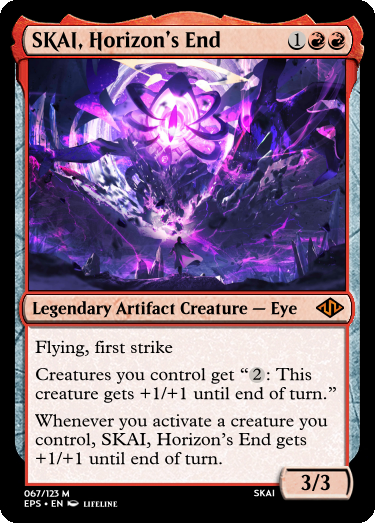 SKAI, Horizon's End 1
Legendary Artifact Creature — Eye
Flying, first strike
Creatures you control get “2: This
creature gets +1/+1 until end of turn.”
Whenever you activate a creature you
control, SKAI, Horizon's End gets
+1/+1 until end of turn.
3/3
067/123 M SKAI
EPS • EN LIFELINE